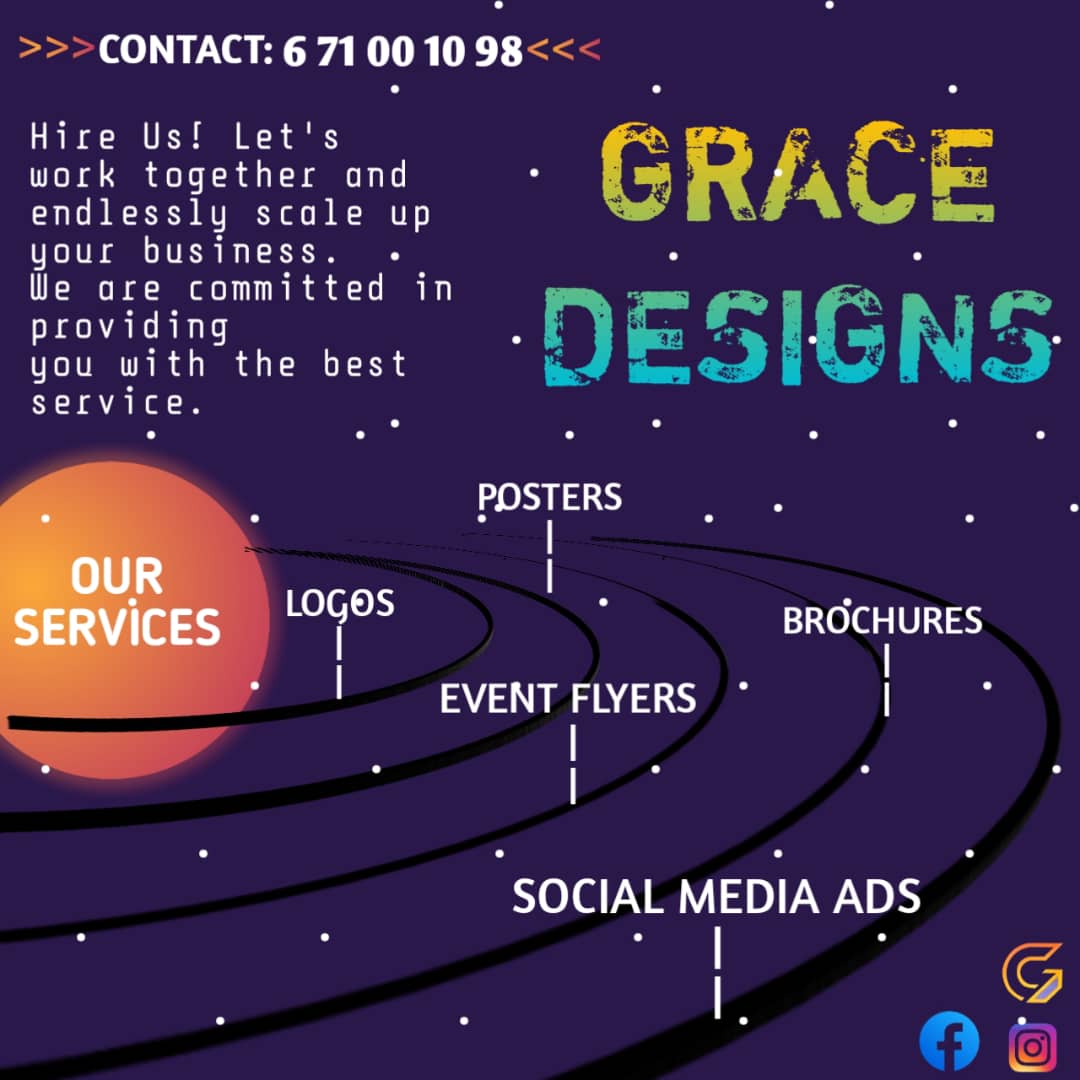 >>>CONTACT: 6 71 00 10 98<<<
Hire Us! Let's
work together and
endlessly scale up
your business.
We are committed in
providing
you with the best
service.
GRACE
DESIGNS
OUR
SERVICES
LOGOS
POSTERS
EVENT FLYERS
BROCHURES
SOCIAL MEDIA ADS